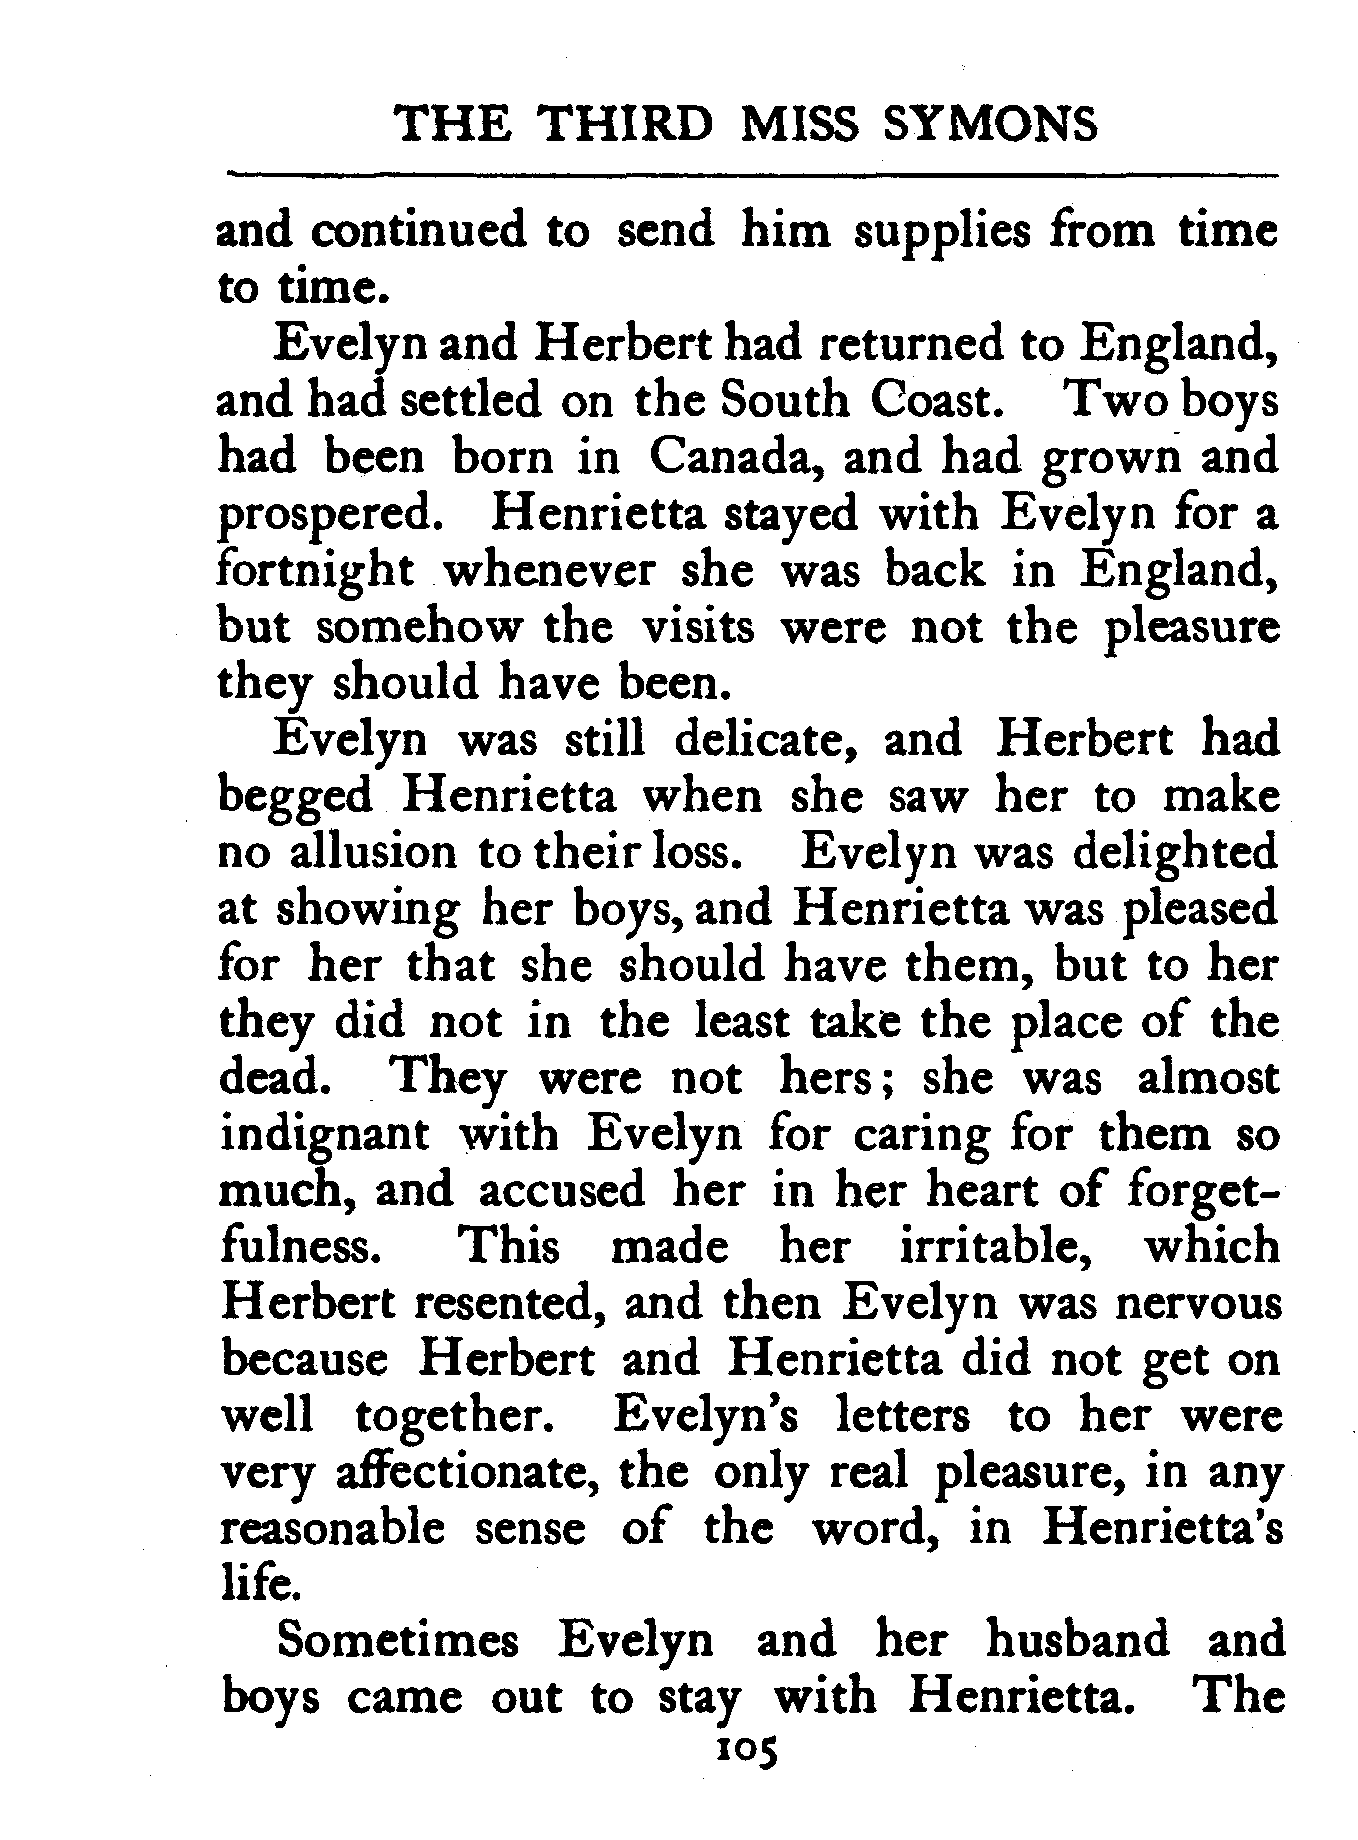 THE THIRD MISS SYMONS
and continued to send him supplies from time
to time.
Evelyn and Herbert had returned to England,
and had settled on the South Coast. Two boys
had been born in Canada, and had grown and
prospered. Henrietta stayed with Evelyn for a
fortnight whenever she was back in England,
but somehow the visits were not the pleasure
they should have been.
Evelyn was still delicate, and Herbert had
begged Henrietta when she saw her to make
no allusion to their loss. Evelyn was delighted
at showing her boys, and Henrietta was pleased
for her that she should have them, but to her
they did not in the least take the place of the
dead. They were not hers; she was almost
indignant with Evelyn for caring for them so
much, and accused her in her heart of forget-
fulness. This made her irritable, which
Herbert resented, and then Evelyn was nervous
because Herbert and Henrietta did not get on
well together. Evelyn's letters to her were
very affectionate, the only real pleasure, in any
reasonable sense of the word, in Henrietta's
life.
Sometimes Evelyn and her husband and
boys came out to stay with Henrietta. The
105